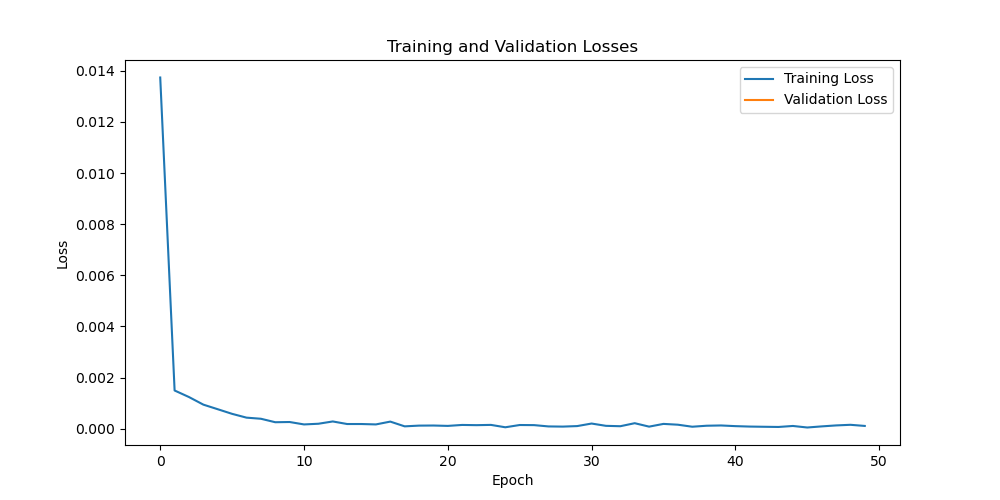 Training and Validation Losses
Training Loss
Validation Loss
0.014
0.012
0.010
0.008
0.006
0.004
0.002
0.000
Loss
0 10 20 30 40 50
Epoch